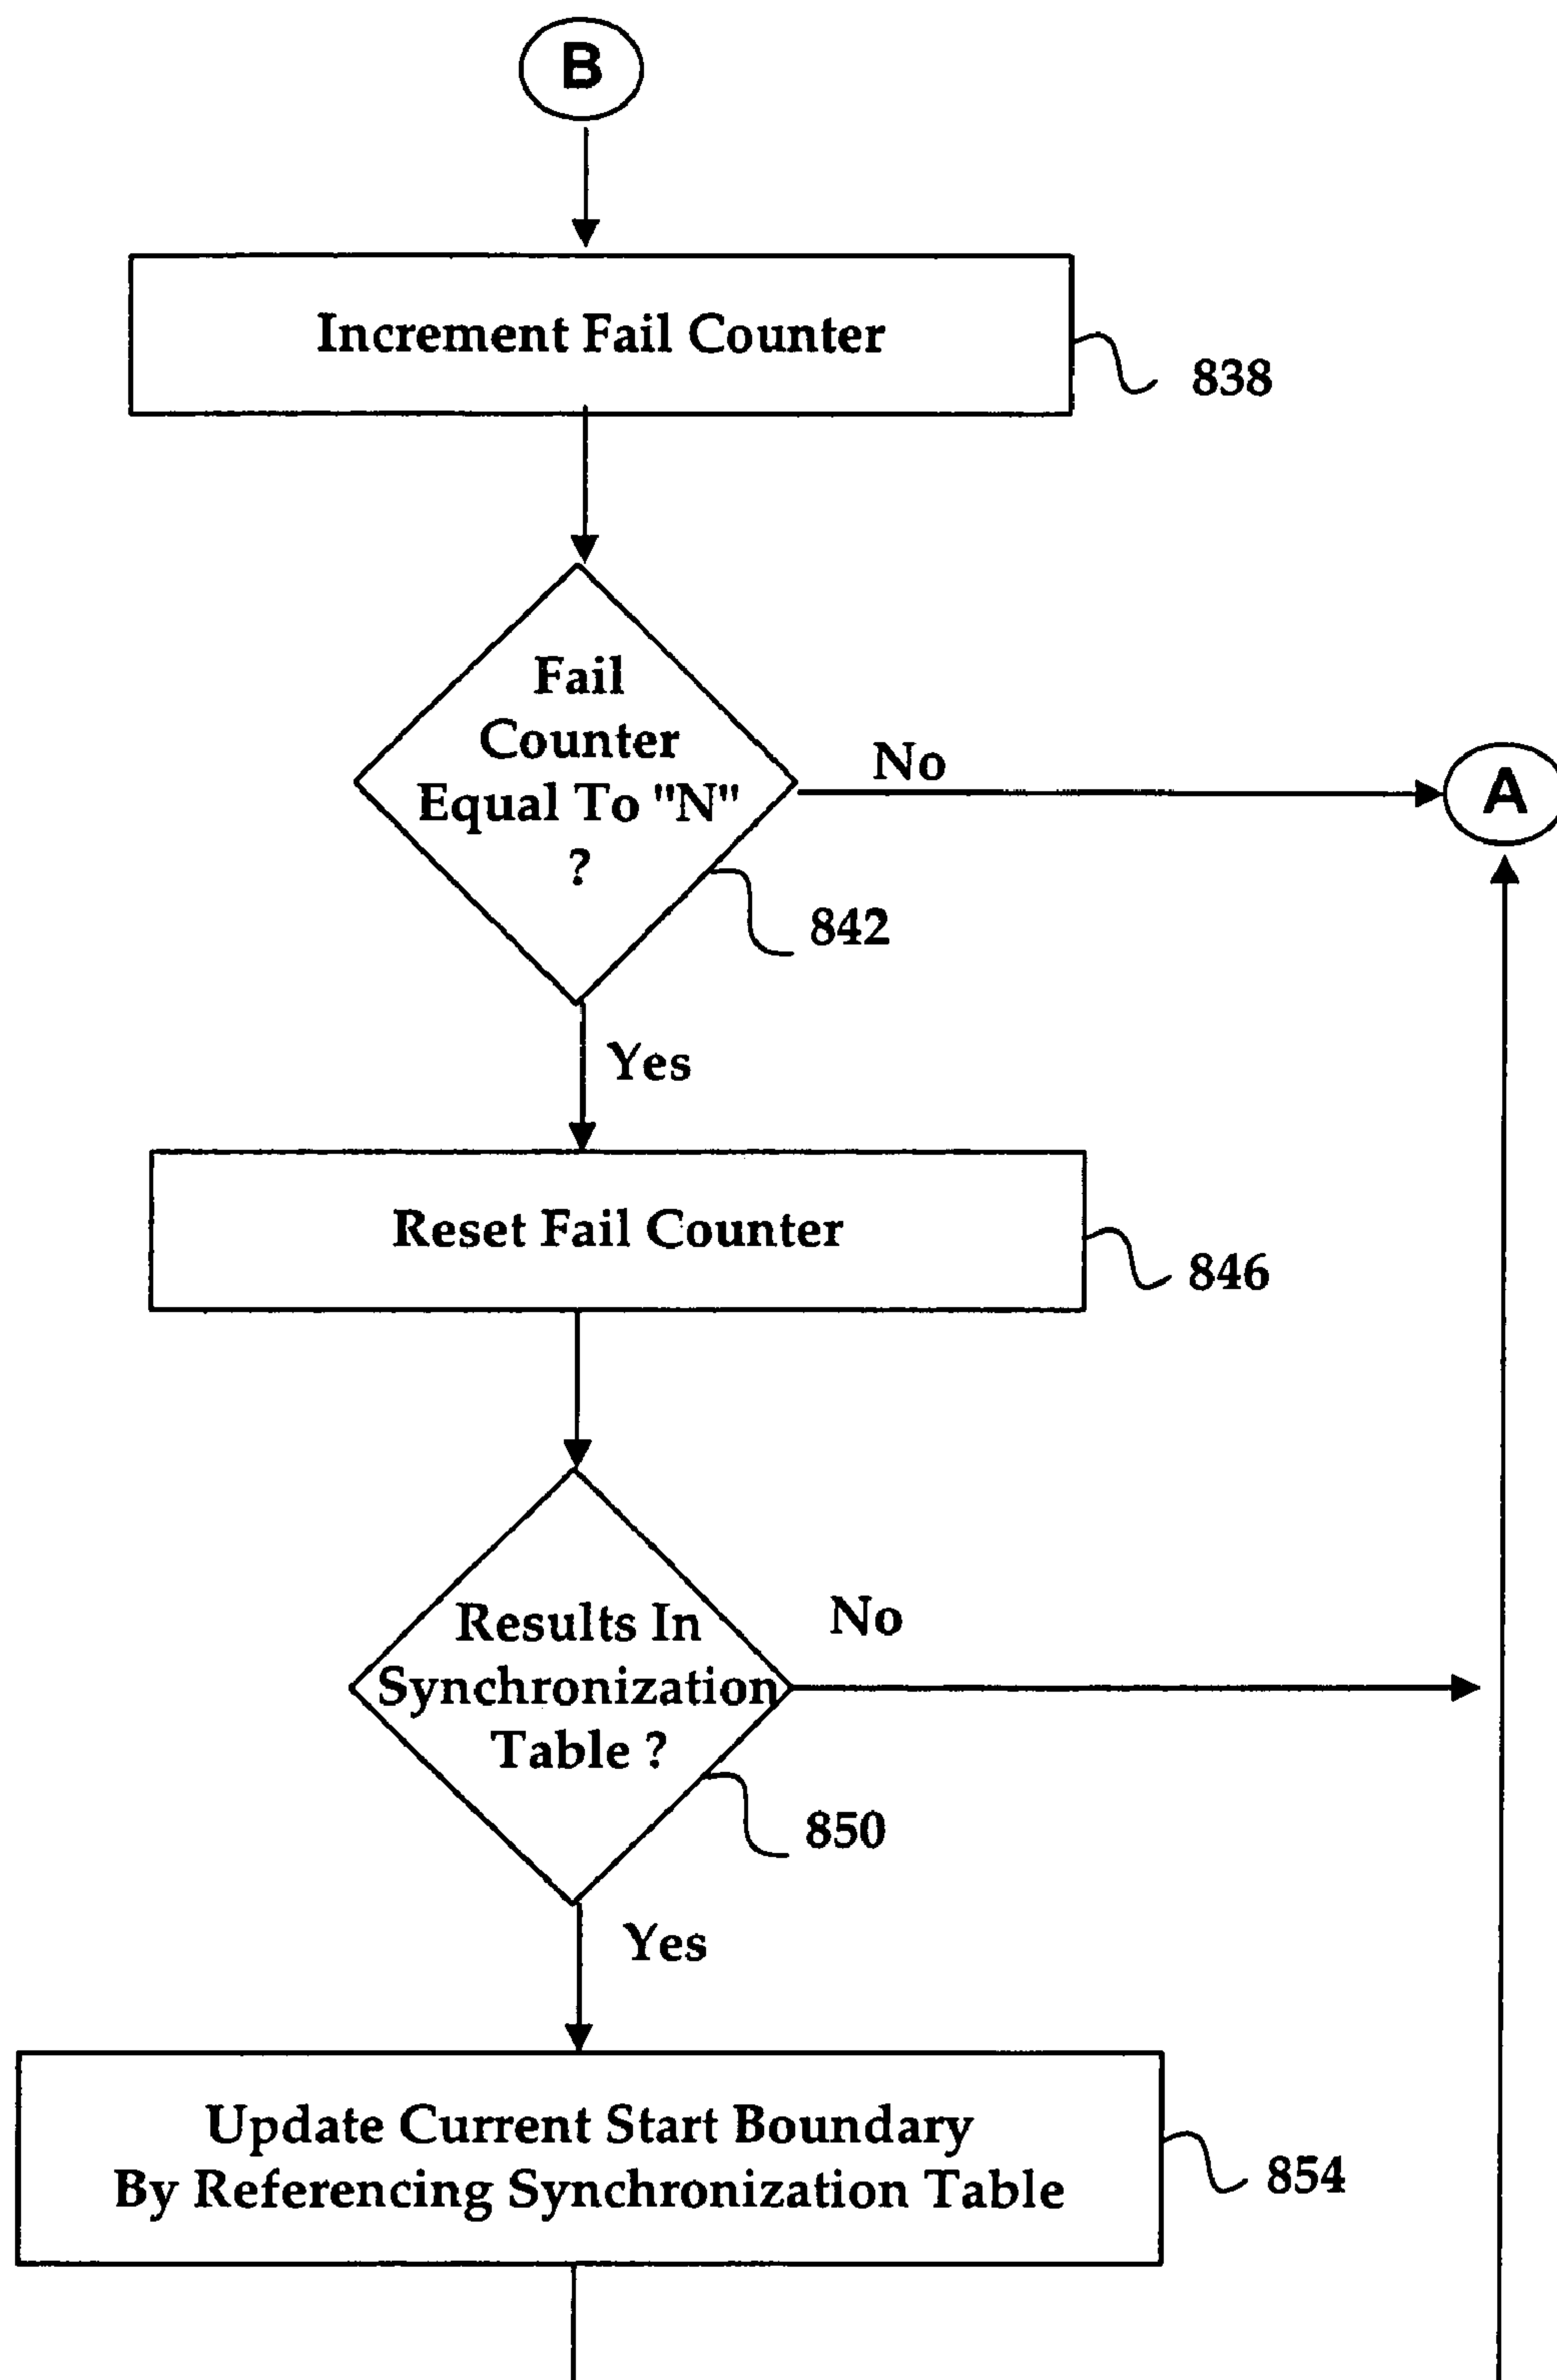 B
Increment Fail Counter
838
Fail
Counter
Equal To "N"
?
No
A
842
Yes
Reset Fail Counter
846
Results In
Synchronization
Table ?
No
850
Yes
Update Current Start Boundary
By Referencing Synchronization Table
854